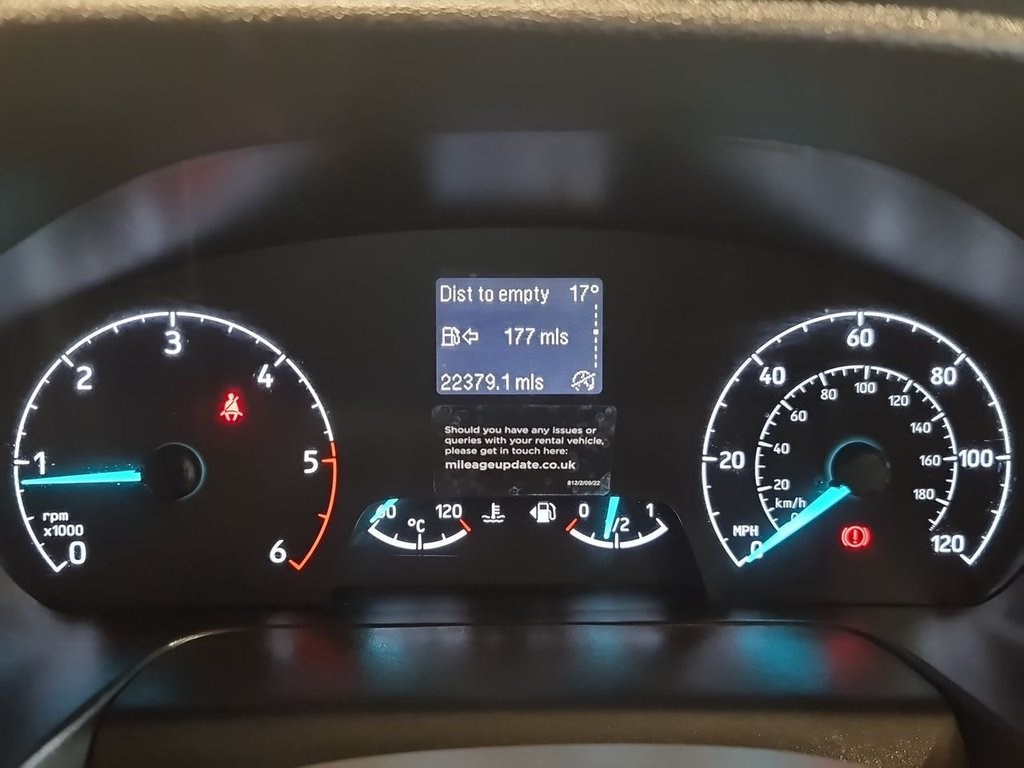 Dist to empty 17°
177 mls
22379.1 mls
Should you have any issues or
queries with your rental vehicle,
please get in touch here:
mileageupdate.co.uk
0
1
2
3
4
5
6
rpm
x1000
60 120
°C
0 1/2 1
0
20
40
60
80
100
120
MPH
0
20
40
60
80
100
120
140
160
180
km/h